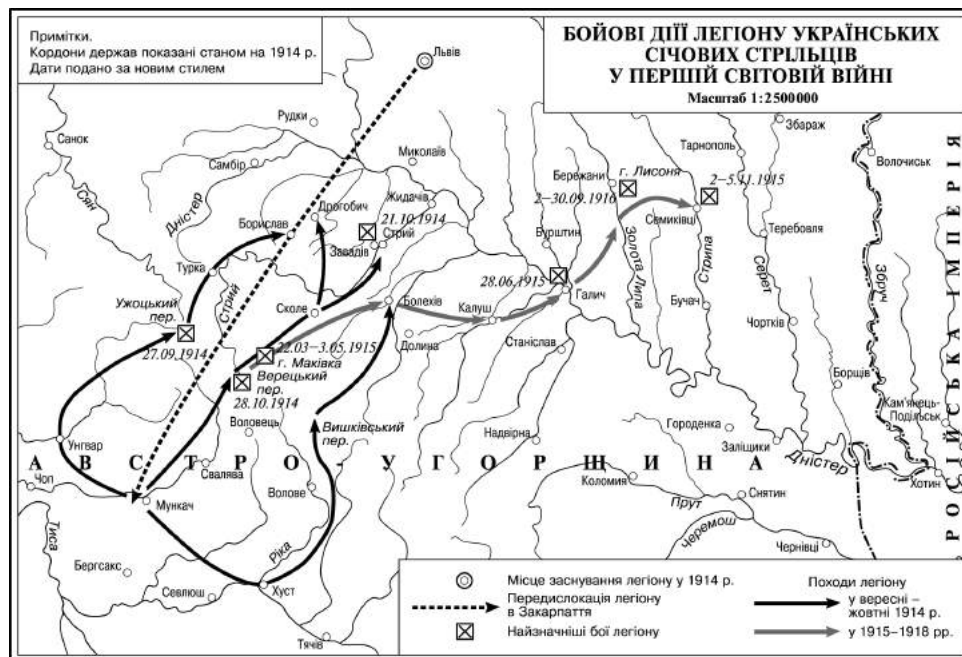 Примітки.
Кордони держав показані станом на 1914 р.
Дати подано за новим стилем
БОЙОВІ ДІЇ ЛЕГІОНУ УКРАЇНСЬКИХ
СІЧОВИХ СТРІЛЬЦІВ
У ПЕРШІЙ СВІТОВІЙ ВІЙНІ
Масштаб 1:2500000
Львів
Рудки
Санок
Самбір
Миколаїв
Тарнополь
Збараж
Волочиськ
Сян
Дністер
Дрогобич
Жидачів
21.10.1914
Бережани
г. Лисоня
2–30.09.1916
2–5.11.1915
Семиківці
Борислав
Стрий
Завадів
Бурштин
Теребовля
Турка
Стрий
28.06.1915
Золота Липа
Стрипа
Серет
Збруч
Ужоцький
пер.
27.09.1914
Сколе
Болехів
Калуш
Галич
Бучач
Чортків
22.03–3.05.1915
г. Маківка
Долина
Станіслав
Верецький
пер.
28.10.1914
Борщів
Воловець
Вишківський
пер.
Кам'янець-
Подільськ
Унгвар
Надвірна
Городенка
Заліщики
Дністер
АВСТРО-УГОРЩИНА
РОСІЙСЬКА ІМПЕРІЯ
Чоп
Свалява
Мункач
Волове
Коломия
Снятин
Хотин
Прут
Черемош
Чернівці
Тиса
Бергсакс
Ріка
Севлюш
Хуст
Тячів
Місце заснування легіону у 1914 р.
Передислокація легіону
в Закарпаття
Найзначніші бої легіону
Походи легіону
у вересні –
жовтні 1914 р.
у 1915–1918 рр.